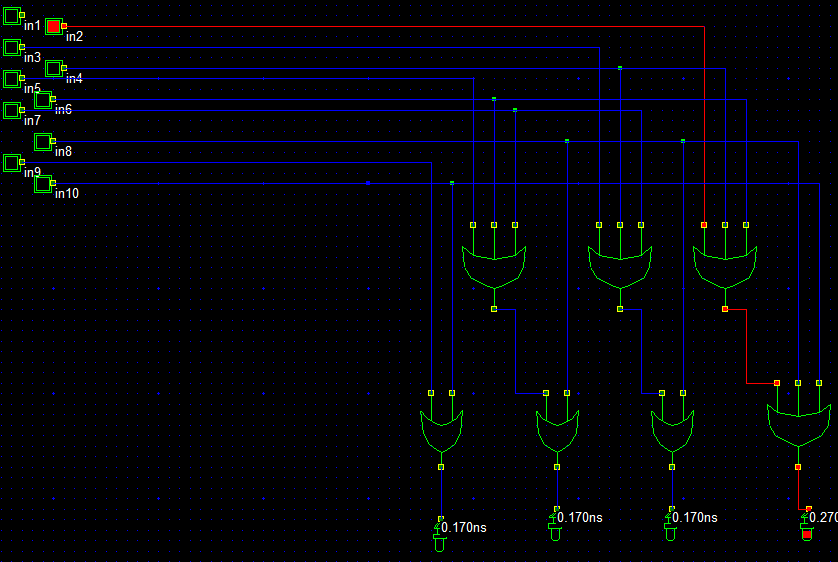 in1
in2
in3
in4
in5
in6
in7
in8
in9
in10
0.170ns
0.170ns
0.170ns
0.270